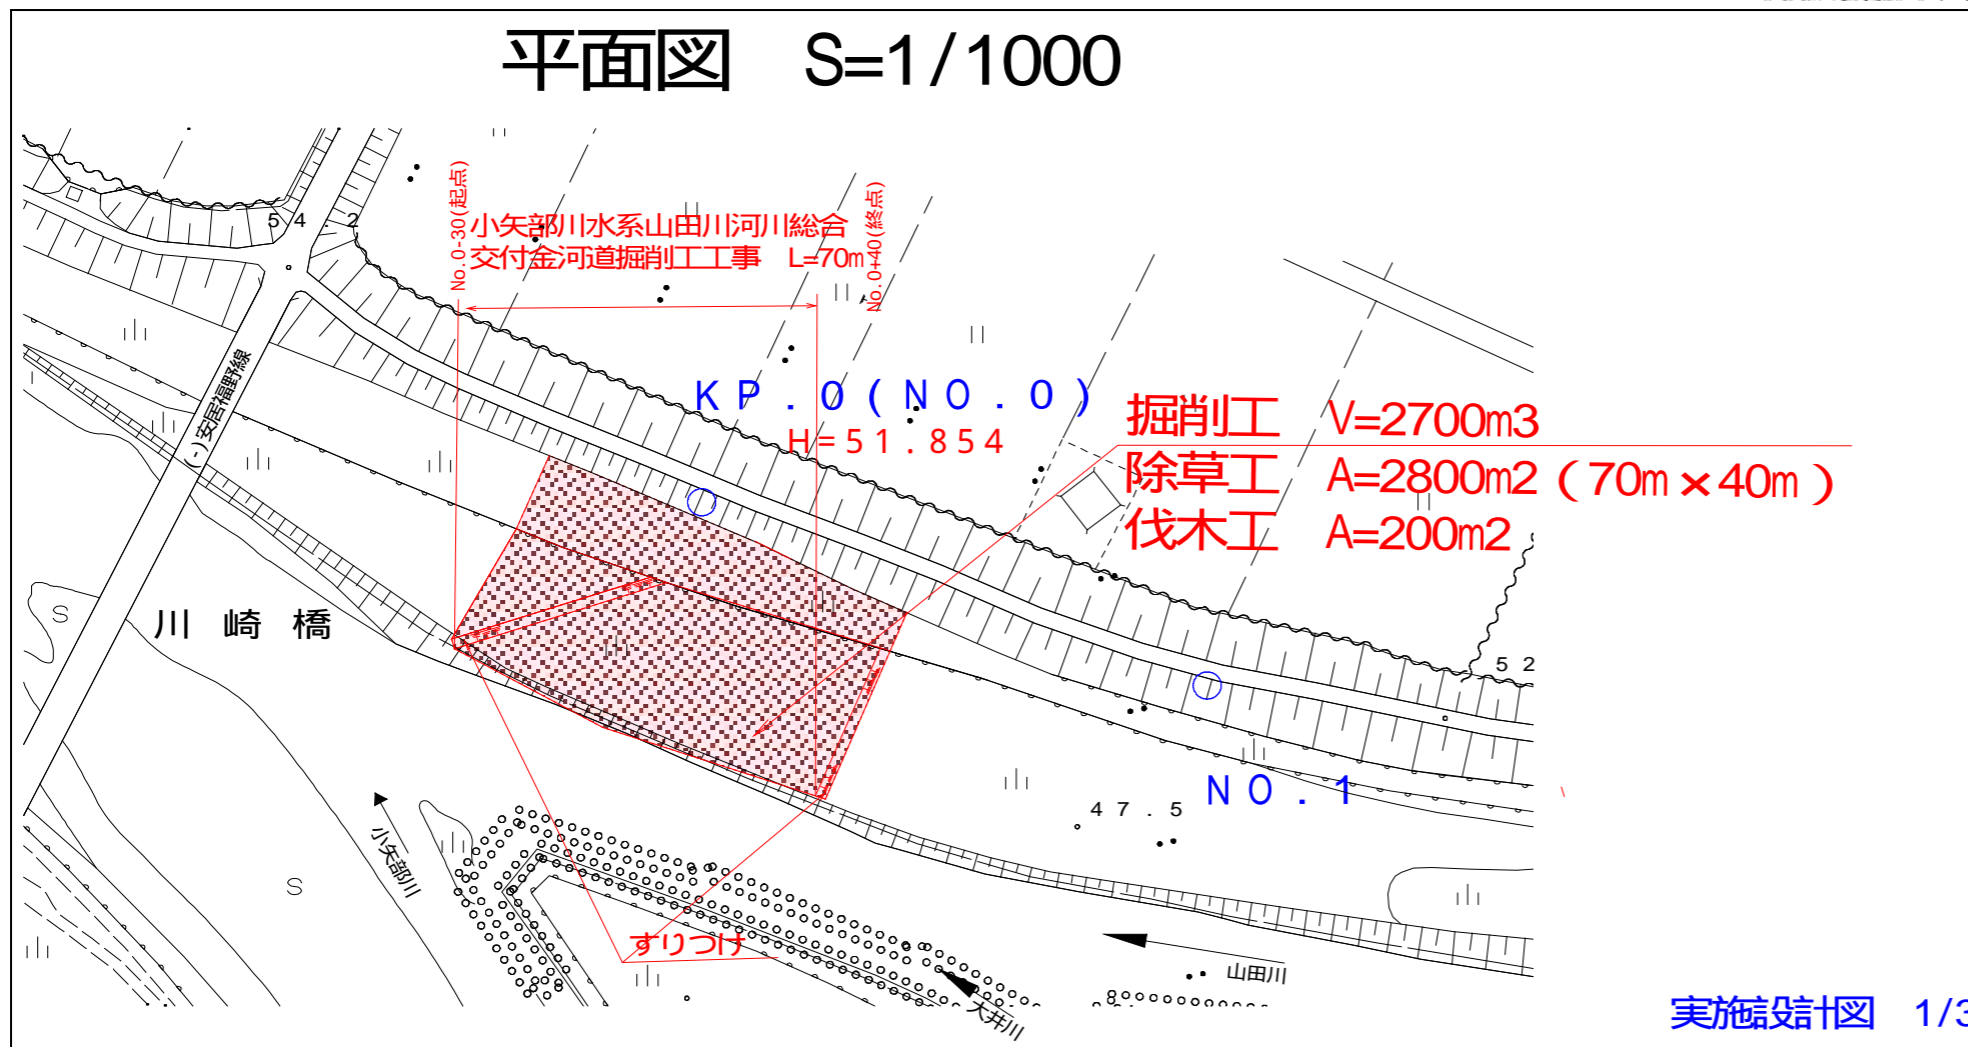 平面図 S=1/1000
No.0-30(起点)
小矢部川水系山田川河川総合
交付金河道掘削工工事 L=70m
No.0+40(終点)
54.2
(-)安居福野線
KP.0(NO.0)
H=51.854
掘削工 V=2700m3
除草工 A=2800m2(70m×40m)
伐木工 A=200m2
川崎橋
S
52
NO.1
47.5
小矢部川
S
すりつけ
山田川
大井川
実施設計図 1/3